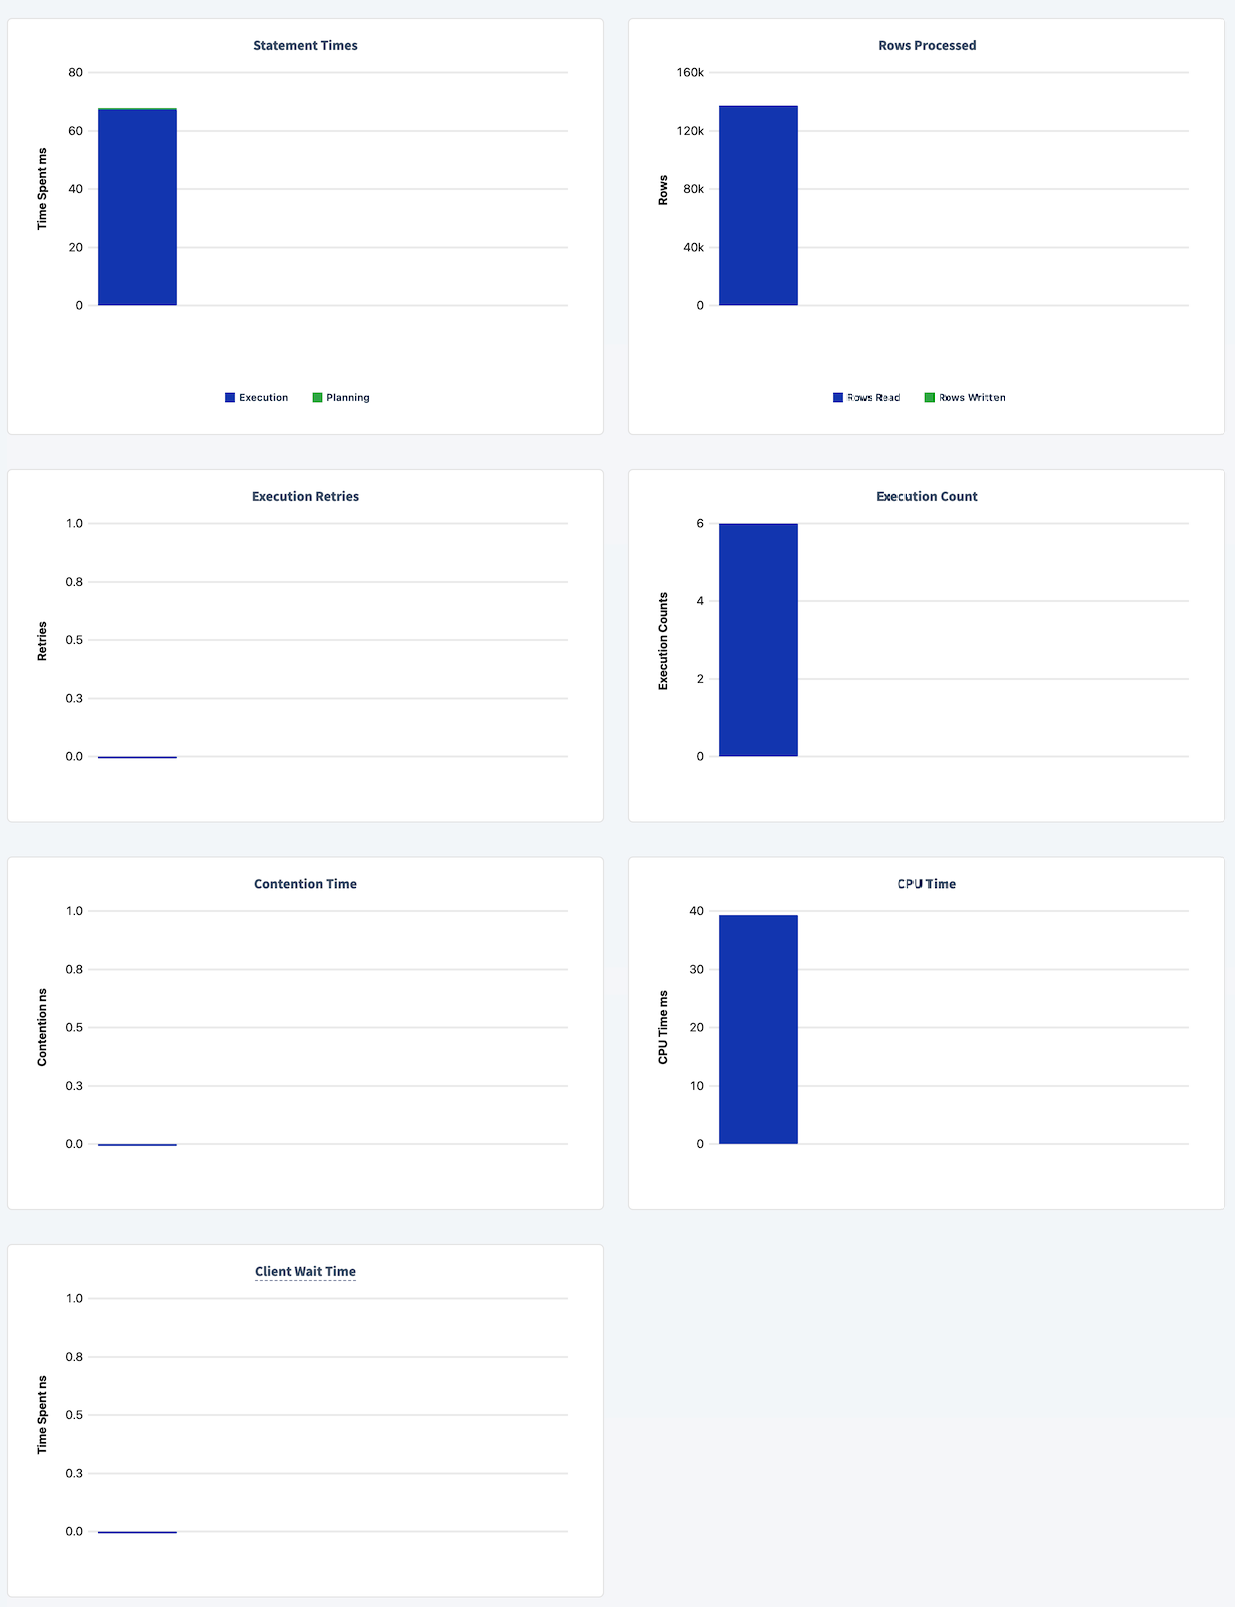 Statement Times
80
60
40
20
0
Time Spent ms
Execution
Planning
Rows Processed
160k
120k
80k
40k
0
Rows
Rows Read
Rows Written
Execution Retries
1.0
0.8
0.5
0.3
0.0
Retries
Execution Count
6
4
2
0
Execution Counts
Contention Time
1.0
0.8
0.5
0.3
0.0
Contention ns
CPU Time
40
30
20
10
0
CPU Time ms
Client Wait Time
1.0
0.8
0.5
0.3
0.0
Time Spent ns